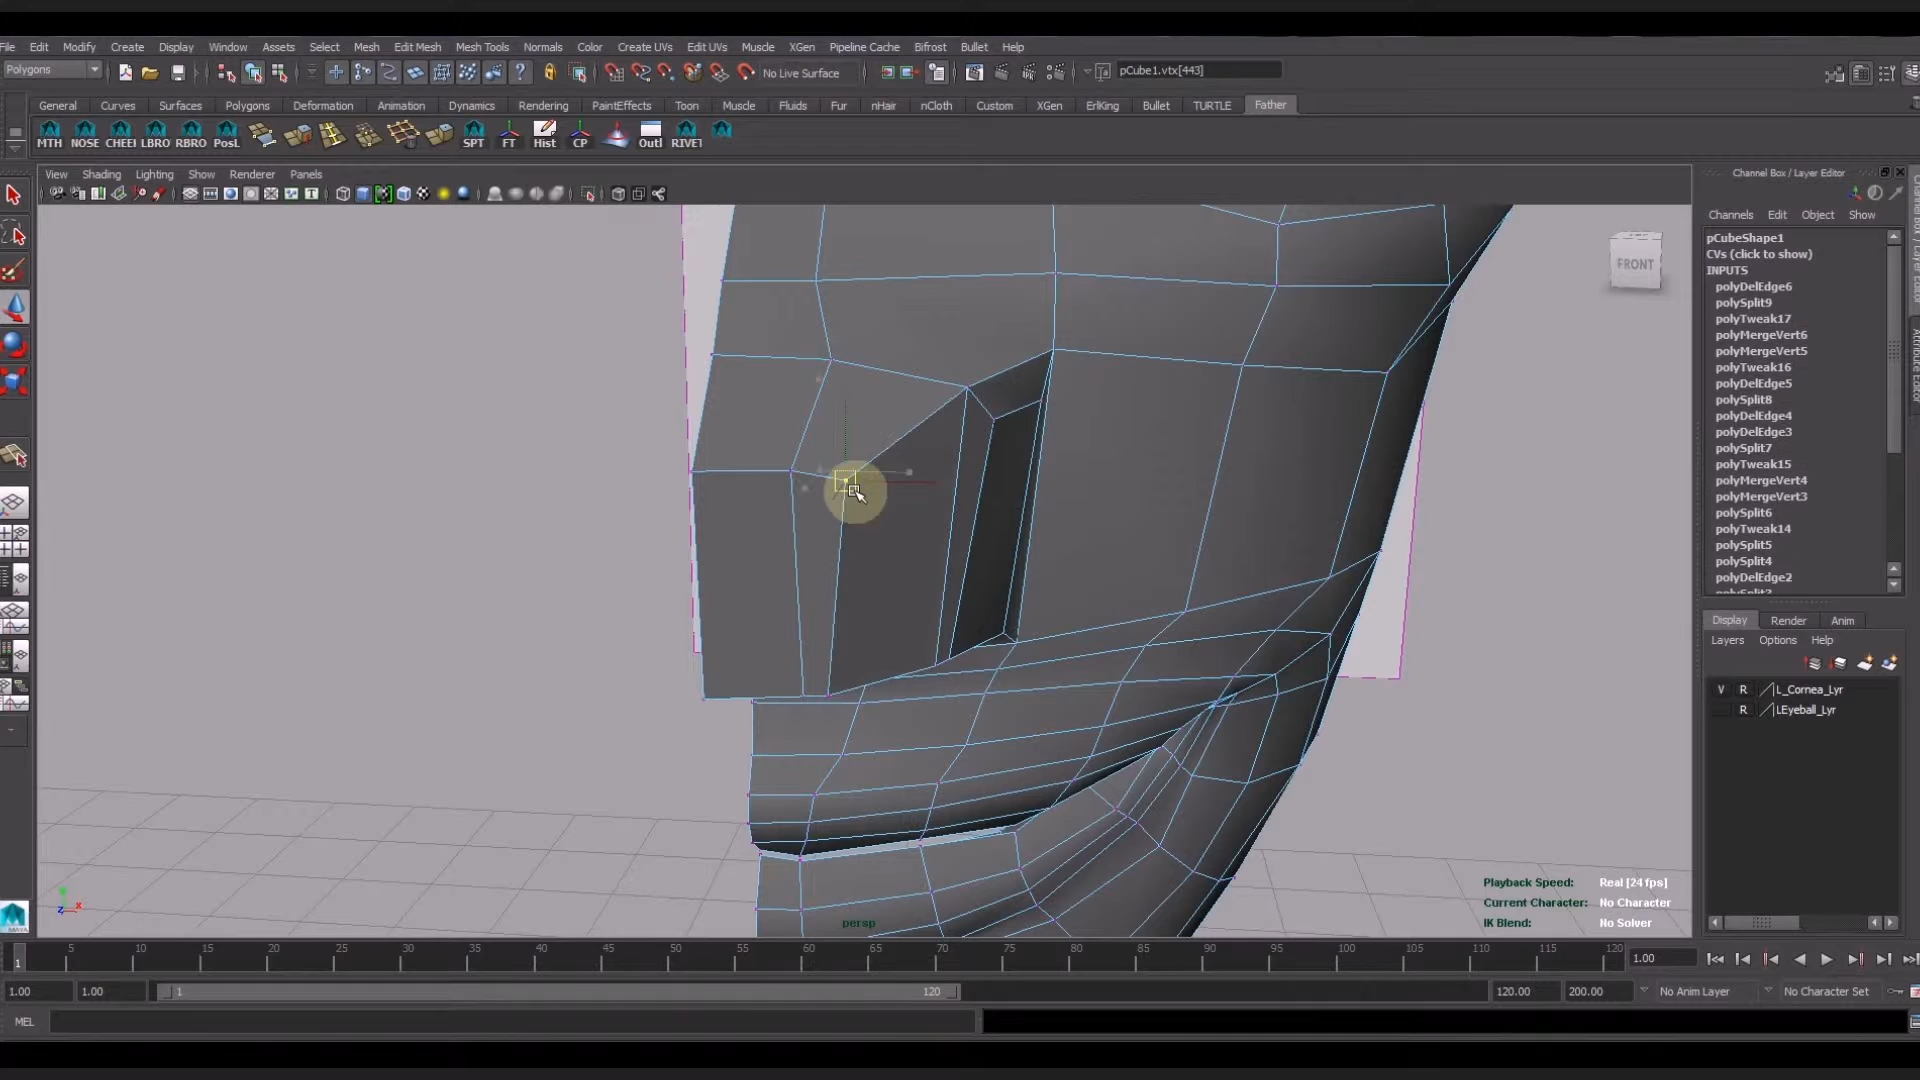 File Edit Modify Create Display Window Assets Select Mesh Edit Mesh Mesh Tools Normals Color Create UVs Edit UVs Muscle XGen Pipeline Cache Bifrost Bullet Help
Polygons No Live Surface pCube1.vtx[443]
General Curves Surfaces Polygons Deformation Animation Dynamics Rendering PaintEffects Toon Muscle Fluids Fur nHair nCloth Custom XGen ErlKing Bullet TURTLE Father
MTH NOSE CHEEI LBRO RBRO PosL SPT FT Hist CP Outl RIVET
View Shading Lighting Show Renderer Panels
Channel Box / Layer Editor
Channels Edit Object Show
pCubeShape1
CVs (click to show)
INPUTS
polyDelEdge6
polySplit9
polyTweak17
polyMergeVert6
polyMergeVert5
polyTweak16
polyDelEdge5
polySplit8
polyDelEdge4
polyDelEdge3
polySplit7
polyTweak15
polyMergeVert4
polyMergeVert3
polySplit6
polyTweak14
polySplit5
polySplit4
polyDelEdge2
FRONT
Channel Box / Layer Editor
Attribute Editor
Display Render Anim
Layers Options Help
V R L_Cornea_Lyr
R LEyeball_Lyr
Playback Speed: Real [24 fps]
Current Character: No Character
IK Blend: No Solver
persp
z x
1 5 10 15 20 25 30 35 40 45 50 55 60 65 70 75 80 85 90 95 100 105 110 115 120 1.00
1.00 1.00 1 120 120.00 200.00 No Anim Layer No Character Set
MEL